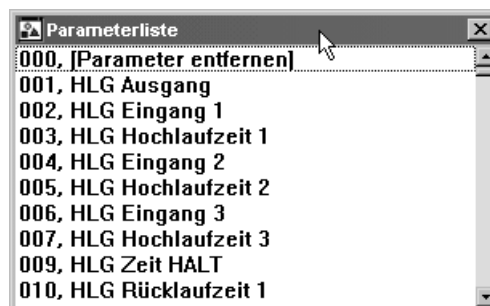 Parameterliste
000, [Parameter entfernen]
001, HLG Ausgang
002, HLG Eingang 1
003, HLG Hochlaufzeit 1
004, HLG Eingang 2
005, HLG Hochlaufzeit 2
006, HLG Eingang 3
007, HLG Hochlaufzeit 3
009, HLG Zeit HALT
010, HLG Rücklaufzeit 1